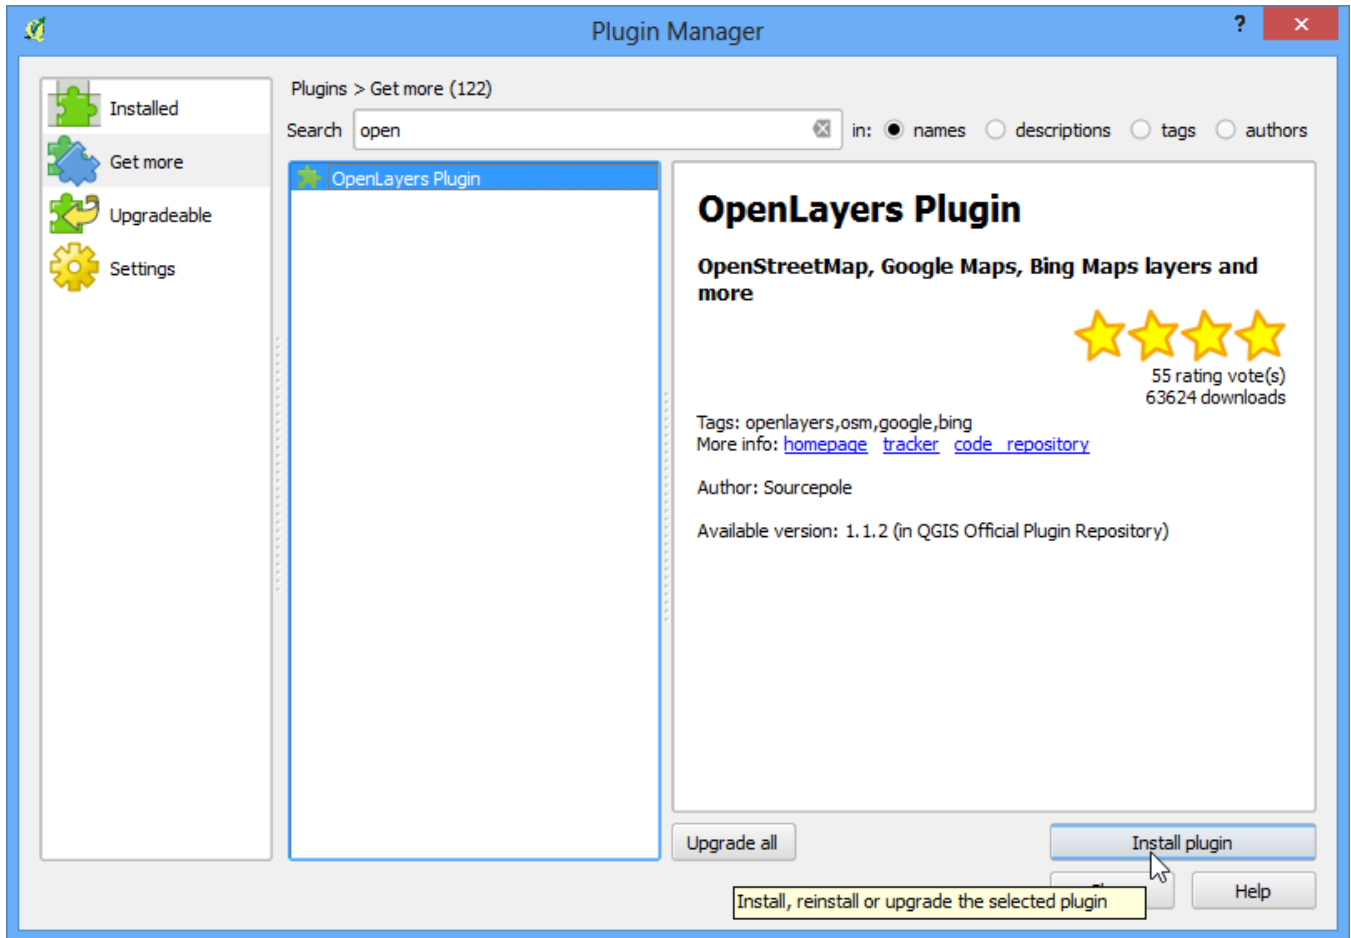 Plugin Manager
?
Installed
Get more
Upgradeable
Settings
Plugins > Get more (122)
Search open in: names descriptions tags authors
OpenLayers Plugin
OpenLayers Plugin
OpenStreetMap, Google Maps, Bing Maps layers and
more
55 rating vote(s)
63624 downloads
Tags: openlayers,osm,google,bing
More info: homepage tracker code repository
Author: Sourcepole
Available version: 1.1.2 (in QGIS Official Plugin Repository)
Upgrade all Install plugin
Help
Install, reinstall or upgrade the selected plugin